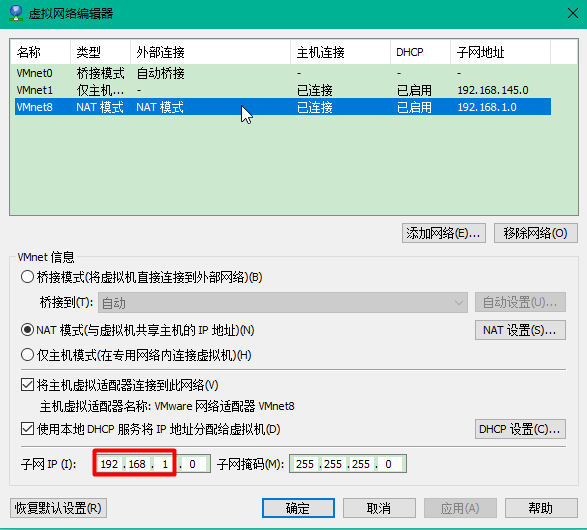 虚拟网络编辑器
名称 类型 外部连接 主机连接 DHCP 子网地址
VMnet0 桥接模式 自动桥接 - - -
VMnet1 仅主机... - 已连接 已启用 192.168.145.0
VMnet8 NAT 模式 NAT 模式 已连接 已启用 192.168.1.0
添加网络(E)... 移除网络(O)
VMnet 信息
桥接模式(将虚拟机直接连接到外部网络)(B)
桥接到(T): 自动 自动设置(U)...
NAT 模式(与虚拟机共享主机的 IP 地址)(N) NAT 设置(S)...
仅主机模式(在专用网络内连接虚拟机)(H)
将主机虚拟适配器连接到此网络(V)
主机虚拟适配器名称: VMware 网络适配器 VMnet8
使用本地 DHCP 服务将 IP 地址分配给虚拟机(D) DHCP 设置(C)...
子网 IP (I): 192 .168 . 1 . 0 子网掩码(M): 255 .255 .255 . 0
恢复默认设置(R) 确定 取消 应用(A) 帮助